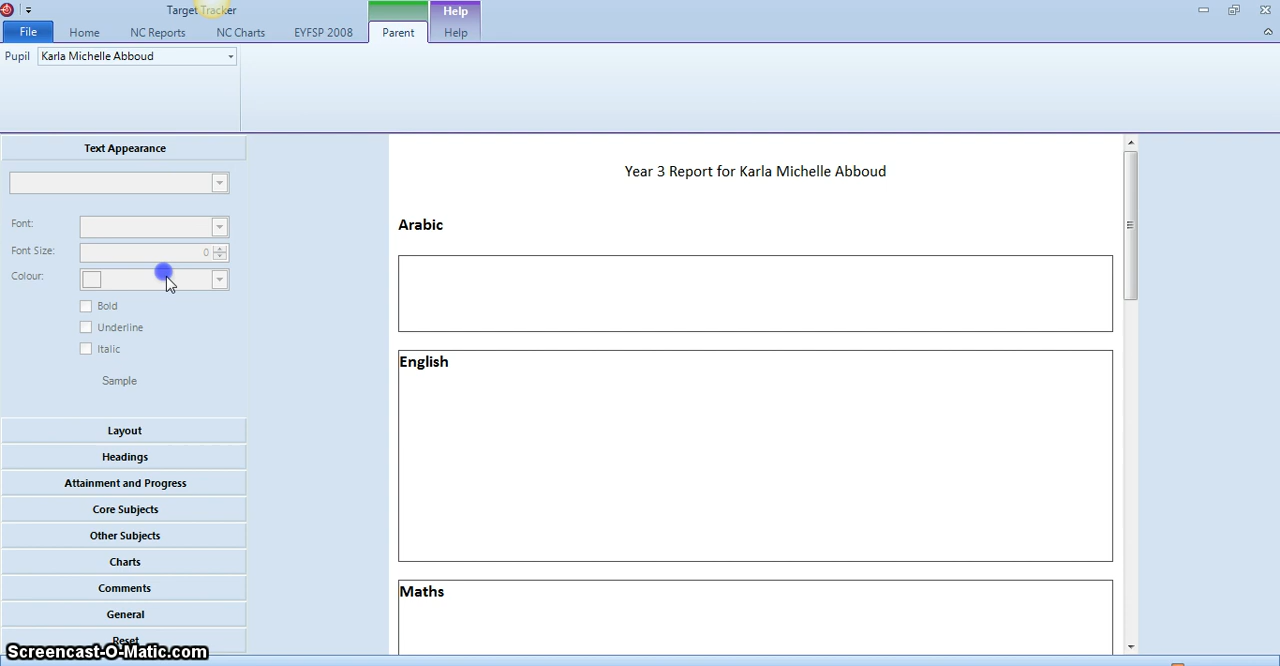 Target Tracker
Help
File Home NC Reports NC Charts EYFSP 2008 Parent Help
Pupil Karla Michelle Abboud
Text Appearance
Font:
Font Size: 0
Colour:
Bold
Underline
Italic
Sample
Layout
Headings
Attainment and Progress
Core Subjects
Other Subjects
Charts
Comments
General
Reset
Year 3 Report for Karla Michelle Abboud
Arabic
English
Maths
Screencast-O-Matic.com